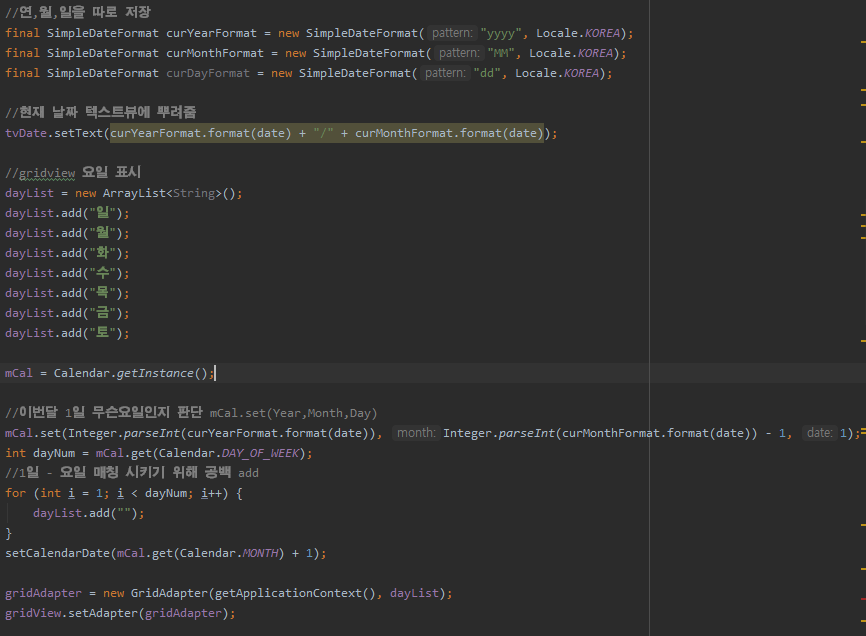 //연,월,일을 따로 저장
final SimpleDateFormat curYearFormat = new SimpleDateFormat( pattern: "yyyy", Locale.KOREA);
final SimpleDateFormat curMonthFormat = new SimpleDateFormat( pattern: "MM", Locale.KOREA);
final SimpleDateFormat curDayFormat = new SimpleDateFormat( pattern: "dd", Locale.KOREA);
//현재 날짜 텍스트뷰에 뿌려줌
tvDate.setText(curYearFormat.format(date) + "/" + curMonthFormat.format(date));
//gridview 요일 표시
dayList = new ArrayList<String>();
dayList.add("일");
dayList.add("월");
dayList.add("화");
dayList.add("수");
dayList.add("목");
dayList.add("금");
dayList.add("토");
mCal = Calendar.getInstance();
//이번달 1일 무슨요일인지 판단 mCal.set(Year,Month,Day)
mCal.set(Integer.parseInt(curYearFormat.format(date)), month: Integer.parseInt(curMonthFormat.format(date)) - 1, date: 1);
int dayNum = mCal.get(Calendar.DAY_OF_WEEK);
//1일 - 요일 매칭 시키기 위해 공백 add
for (int i = 1; i < dayNum; i++) {
    dayList.add("");
}
setCalendarDate(mCal.get(Calendar.MONTH) + 1);
gridAdapter = new GridAdapter(getApplicationContext(), dayList);
gridView.setAdapter(gridAdapter);